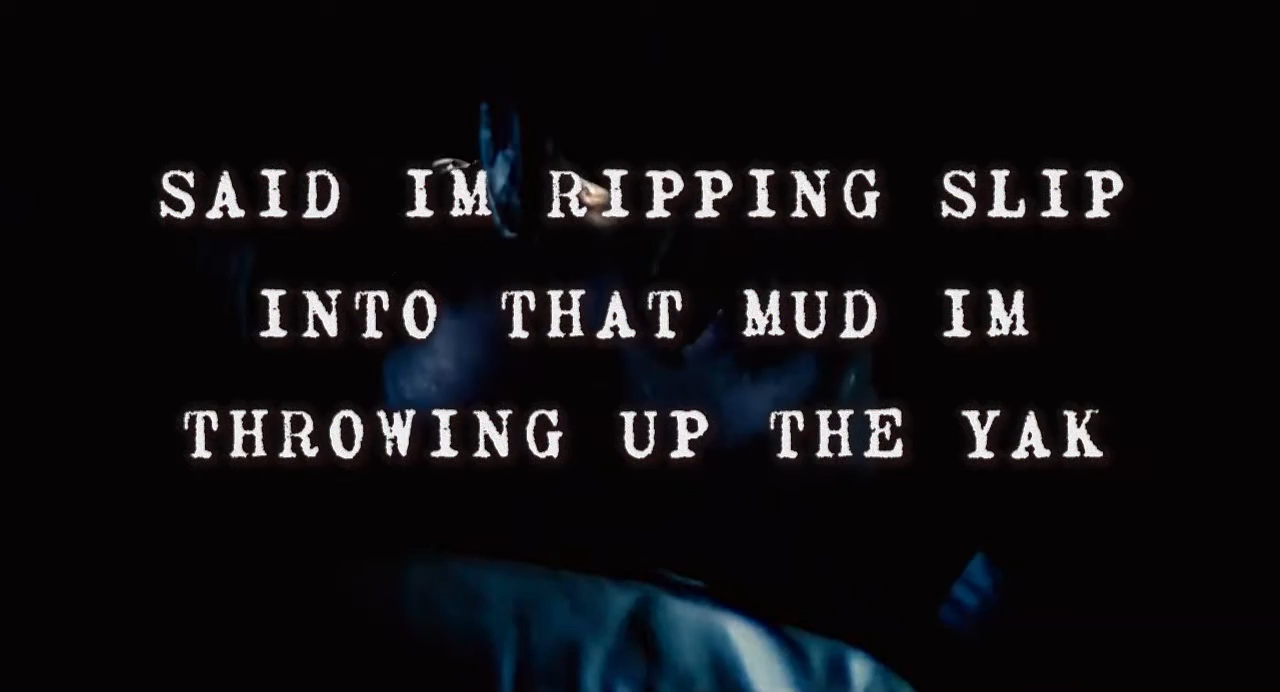 SAID IM RIPPING SLIP
INTO THAT MUD IM
THROWING UP THE YAK